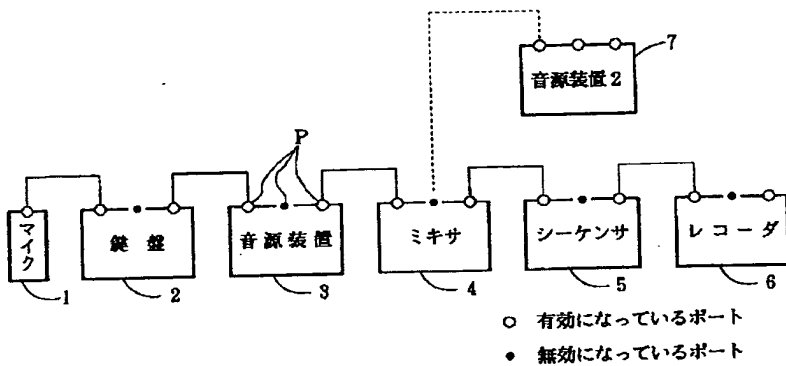 7
音源装置2
P
マイク
鍵盤
音源装置
ミキサ
シーケンサ
レコーダ
1
2
3
4
5
6
○ 有効になっているポート
● 無効になっているポート